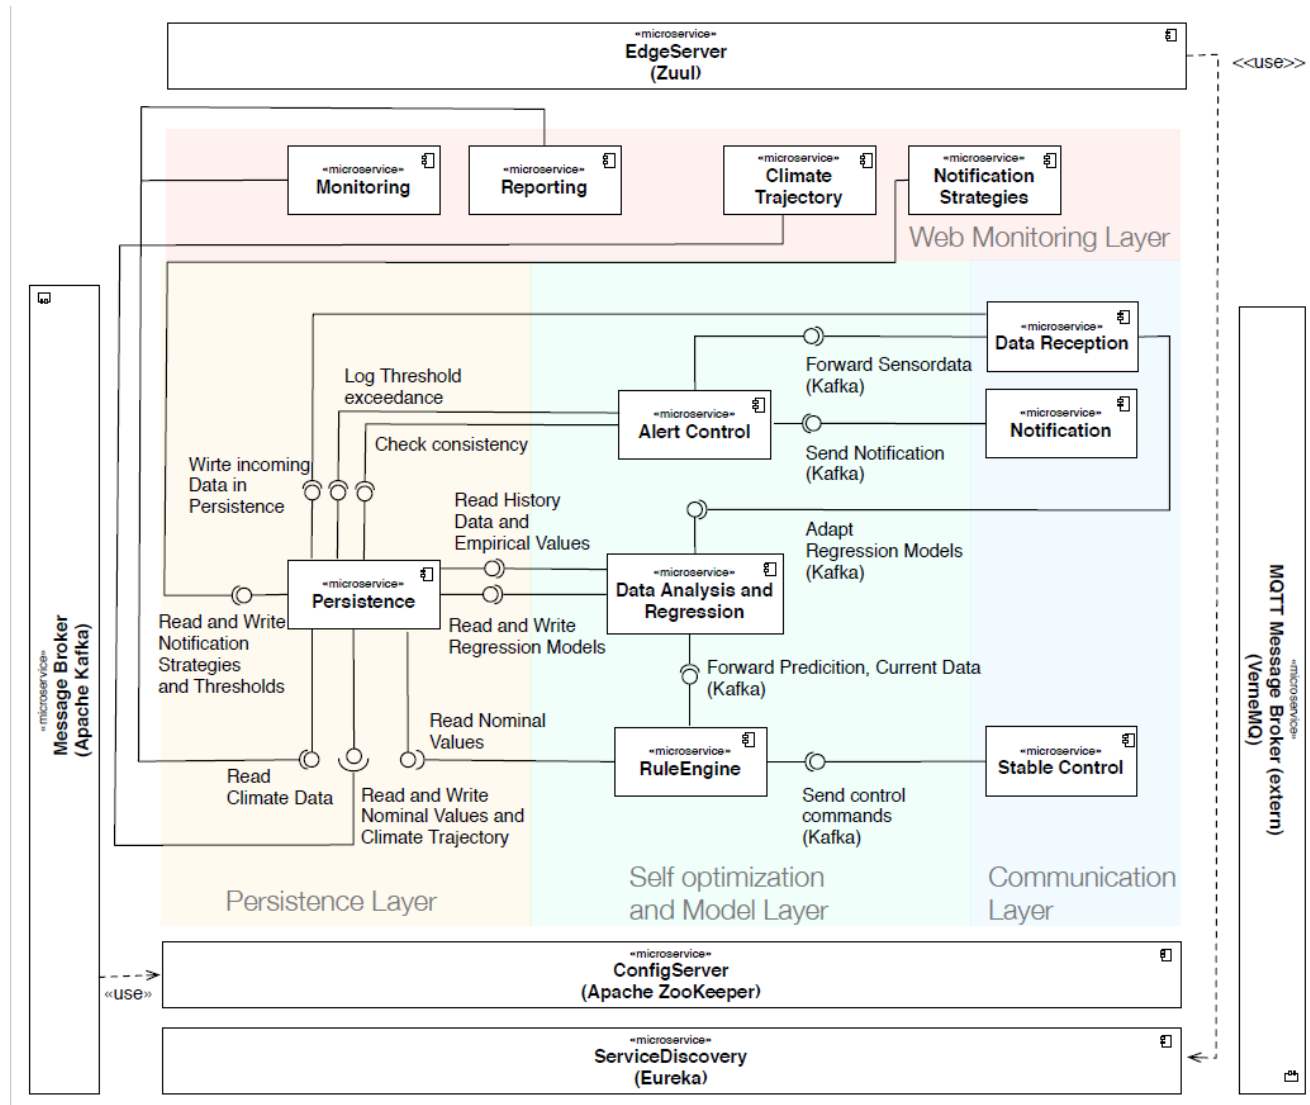 «microservice»
EdgeServer
(Zuul)
<<use>>
«microservice»
Monitoring
«microservice»
Reporting
«microservice»
Climate
Trajectory
«microservice»
Notification
Strategies
Web Monitoring Layer
«microservice»
Message Broker
(Apache Kafka)
«microservice»
Data Reception
Forward Sensordata
(Kafka)
Log Threshold
exceedance
«microservice»
Alert Control
«microservice»
Notification
Check consistency
Send Notification
(Kafka)
Wirte incoming
Data in
Persistence
Read History
Data and
Empirical Values
Adapt
Regression Models
(Kafka)
«microservice»
Persistence
«microservice»
Data Analysis and
Regression
Read and Write
Notification
Strategies
and Thresholds
Read and Write
Regression Models
Forward Predicition, Current Data
(Kafka)
Read Nominal
Values
«microservice»
RuleEngine
«microservice»
Stable Control
Read
Climate Data
Read and Write
Nominal Values and
Climate Trajectory
Send control
commands
(Kafka)
Persistence Layer
Self optimization
and Model Layer
Communication
Layer
«microservice»
MQTT Message Broker (extern)
(VerneMQ)
«use»
«microservice»
ConfigServer
(Apache ZooKeeper)
«microservice»
ServiceDiscovery
(Eureka)